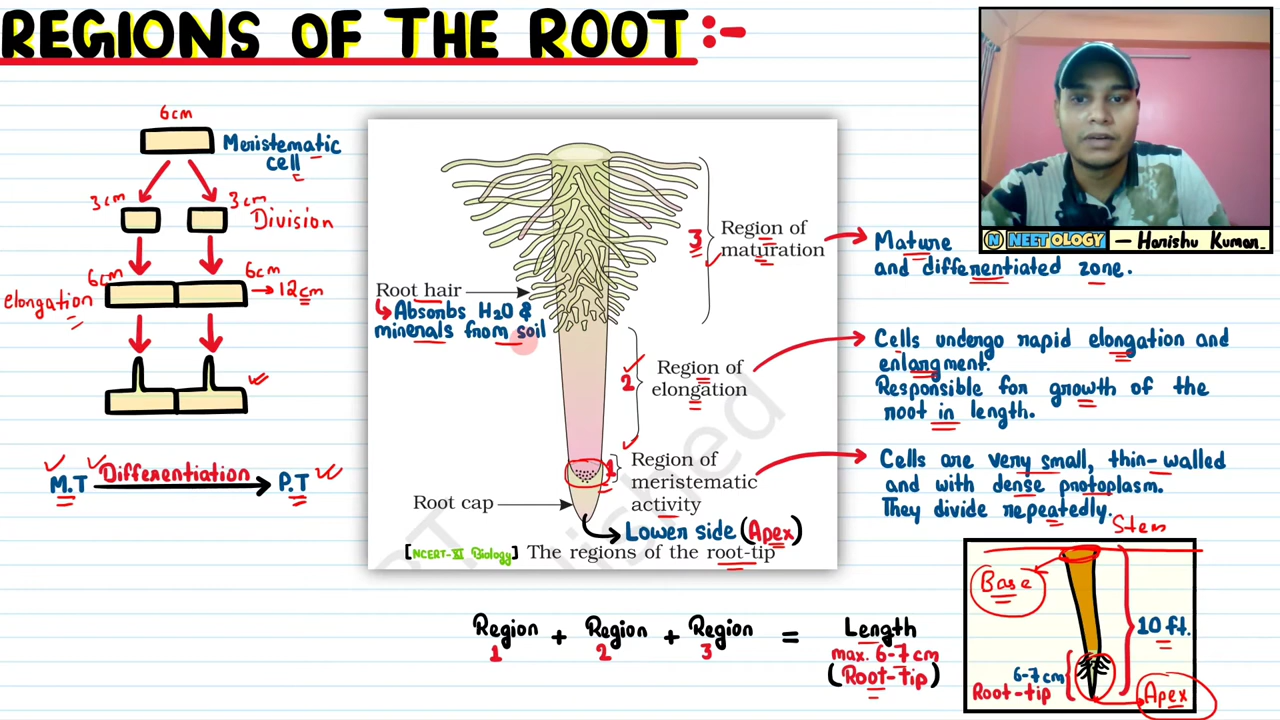 REGIONS OF THE ROOT :-
6cm
Meristematic
cell
3cm
3cm
Division
6cm
6cm
elongation
→ 12cm
M.T Differentiation P.T
Root hair
Absorbs H2O &
minerals from soil
Root cap
3
Region of
maturation
2
Region of
elongation
1
Region of
meristematic
activity
Lower side (Apex)
[NCERT-XI Biology] The regions of the root-tip
N NEETOLOGY — Harishu Kumar
Mature
and differentiated zone.
Cells undergo rapid elongation and
enlargment.
Responsible for growth of the
root in length.
Cells are very small, thin-walled
and with dense protoplasm.
They divide repeatedly.
Stem
Base
10 ft.
6-7cm
Root-tip
Apex
Region + Region + Region = Length
1 2 3 max. 6-7 cm
(Root-tip)